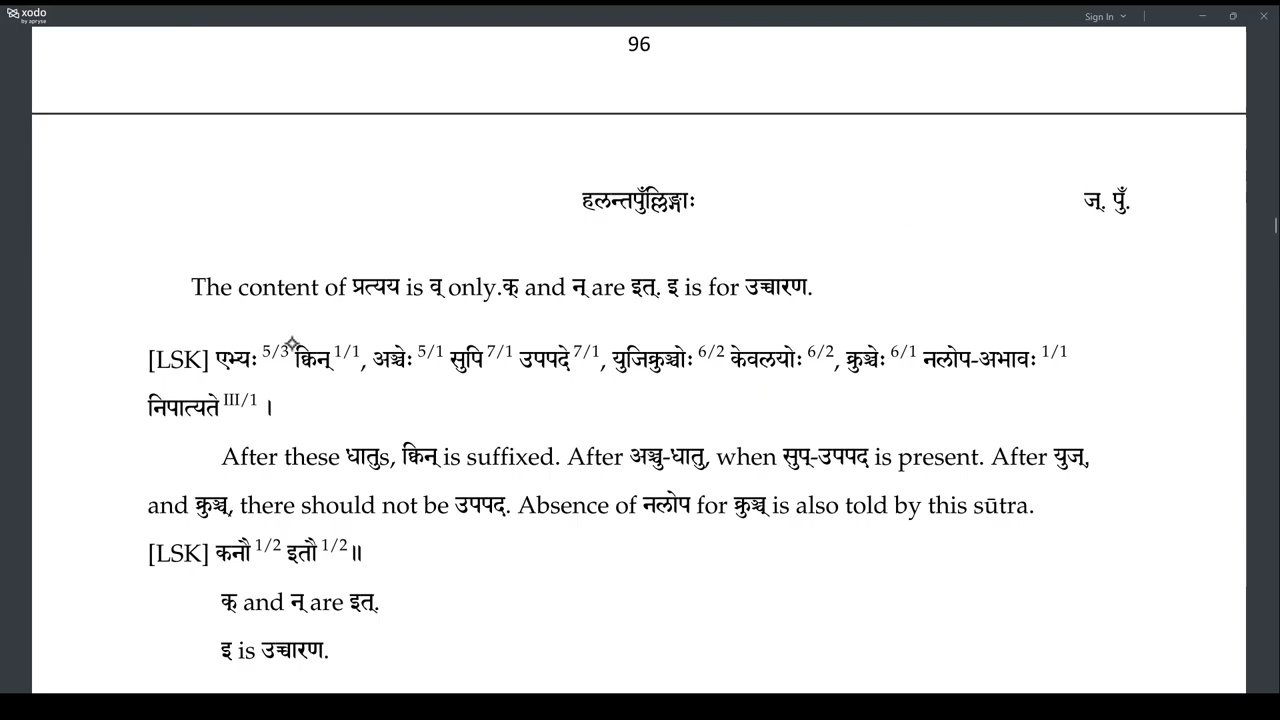 xodo
by apryse
Sign In
96
हलन्तपुँल्लिङ्गाः ज्. पुँ.
The content of प्रत्यय is व् only.क् and न् are इत्. इ is for उच्चारण.
[LSK] एभ्यः 5/3 क्विन् 1/1, अञ्चेः 5/1 सुपि 7/1 उपपदे 7/1, युजिक्रुञ्चोः 6/2 केवलयोः 6/2, क्रुञ्चेः 6/1 नलोप-अभावः 1/1
निपात्यते III/1 ।
After these धातुs, क्विन् is suffixed. After अञ्चु-धातु, when सुप्-उपपद is present. After युज्,
and क्रुञ्च्, there should not be उपपद. Absence of नलोप for क्रुञ्च् is also told by this sūtra.
[LSK] कनौ 1/2 इतौ 1/2 ॥
क् and न् are इत्.
इ is उच्चारण.